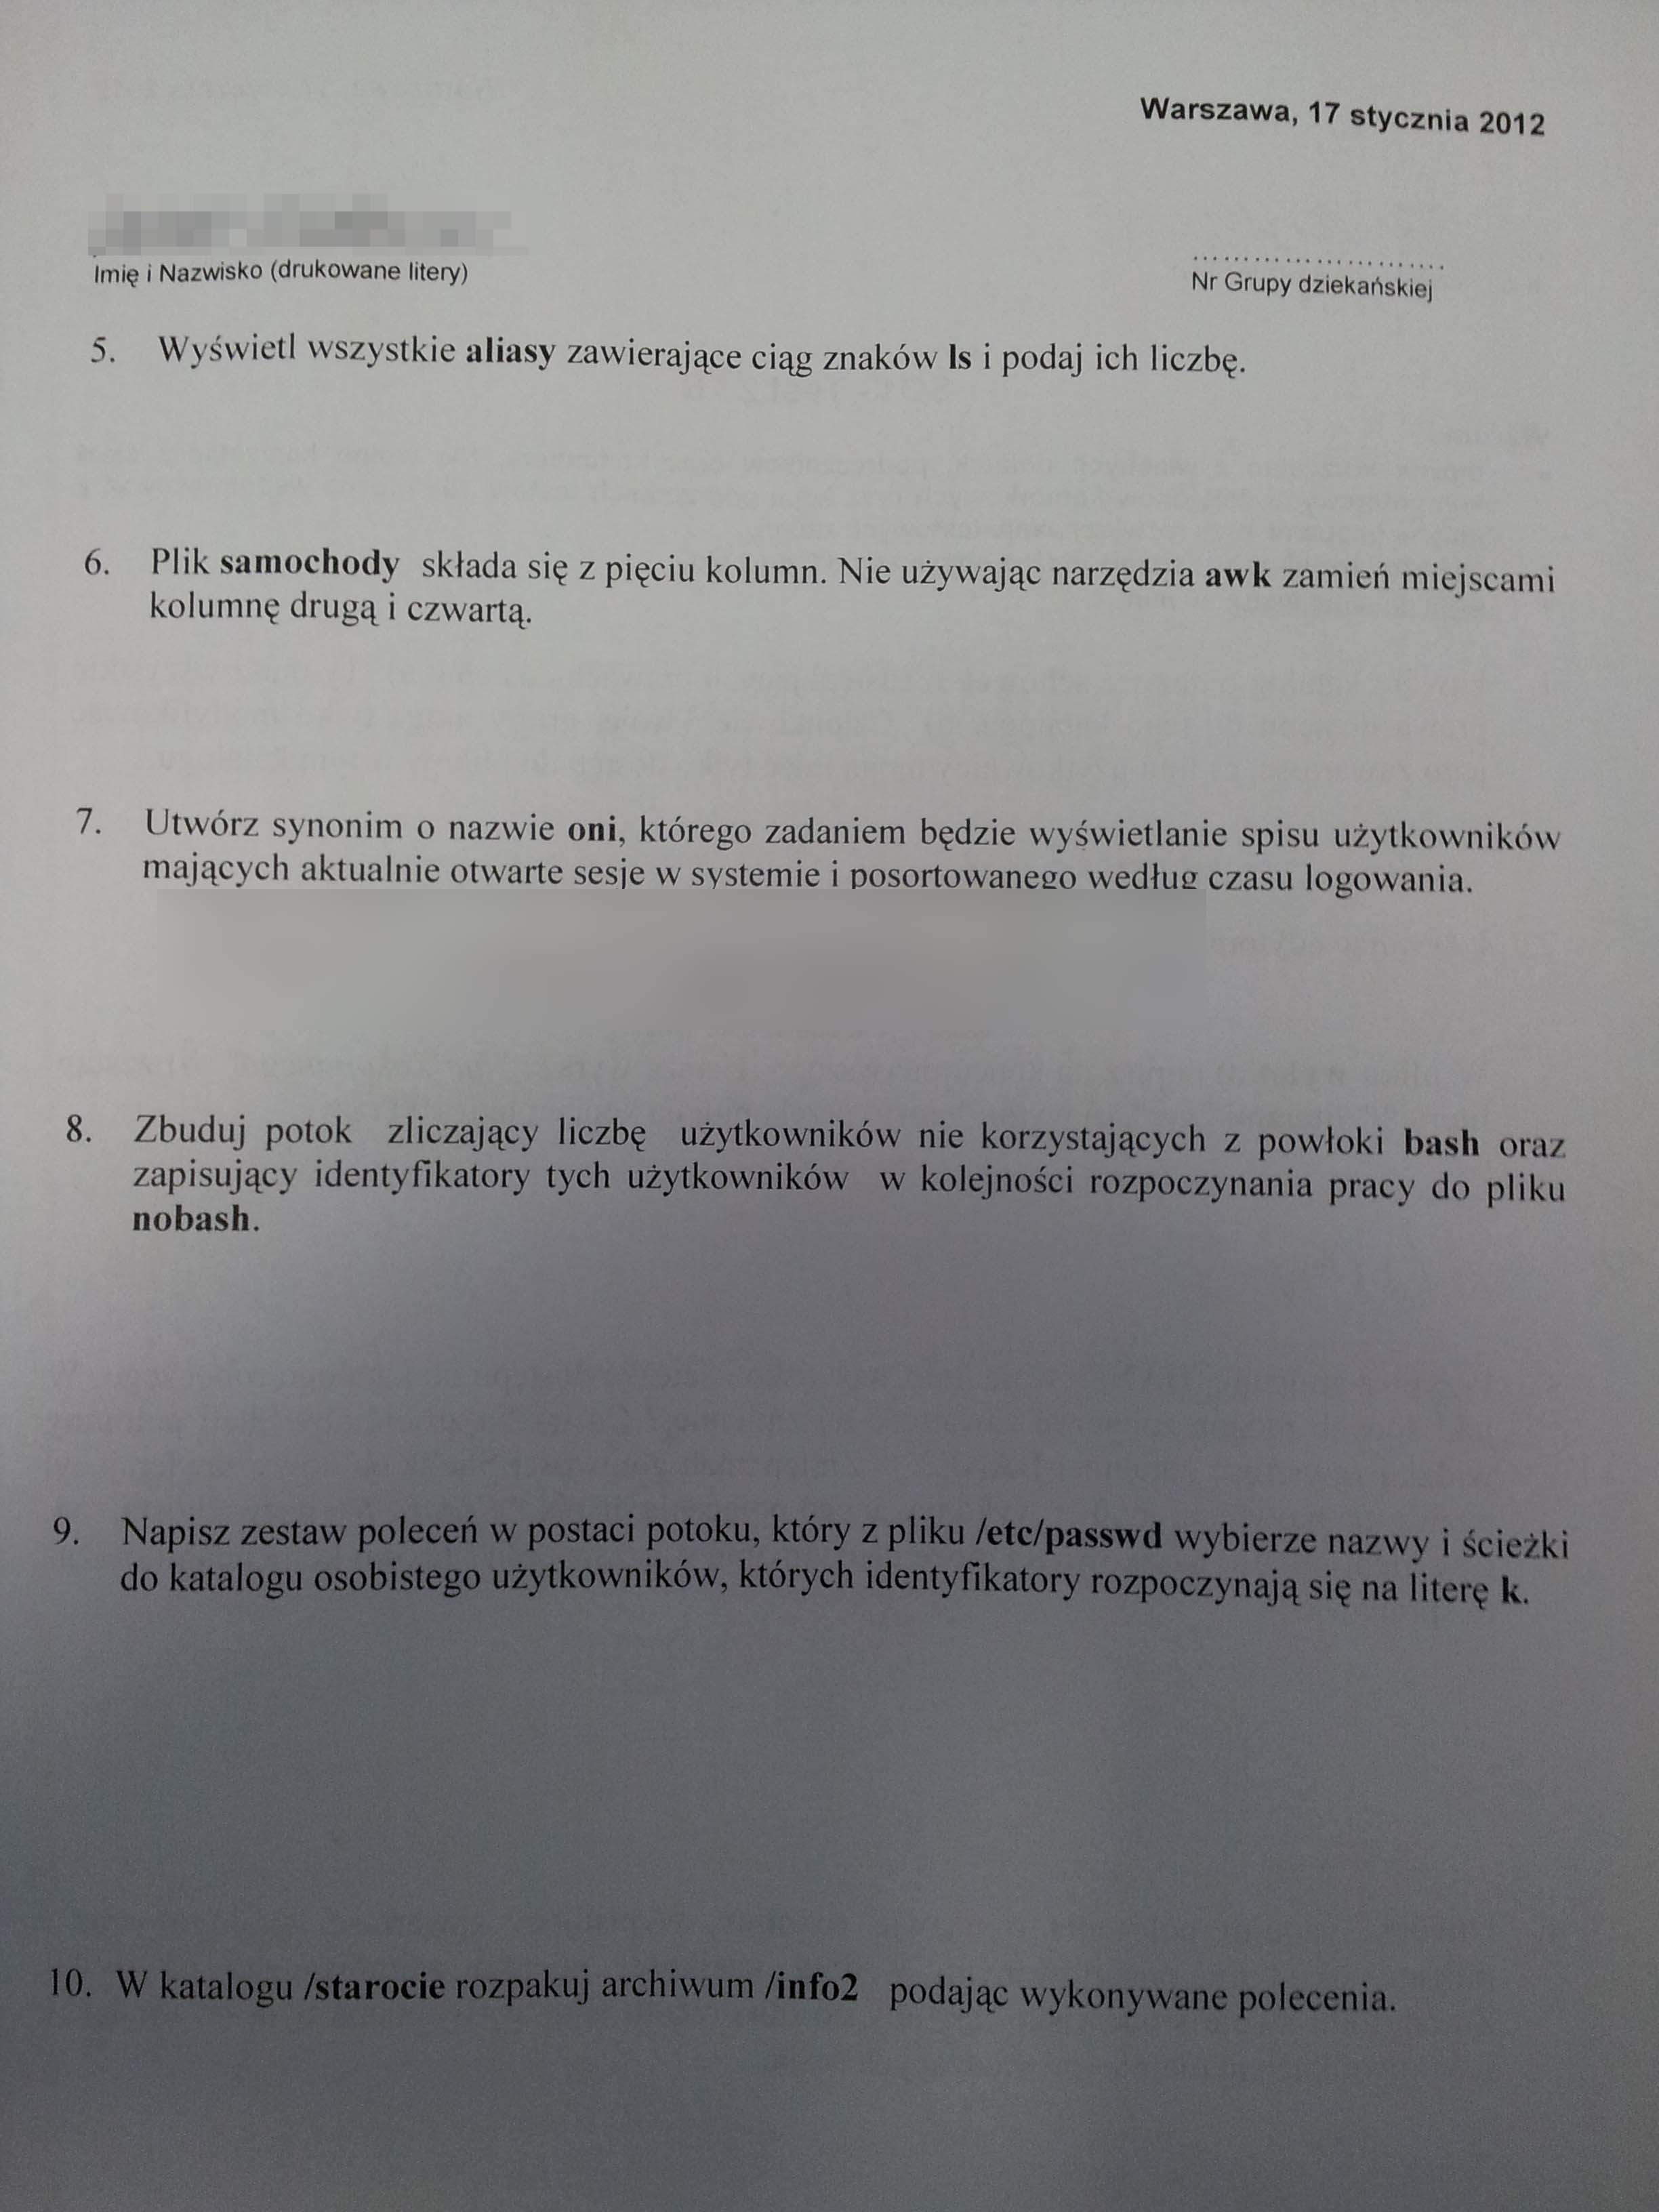 Warszawa, 17 stycznia 2012
Imię i Nazwisko (drukowane litery)
Nr Grupy dziekańskiej
5. Wyświetl wszystkie aliasy zawierające ciąg znaków ls i podaj ich liczbę.
6. Plik samochody składa się z pięciu kolumn. Nie używając narzędzia awk zamień miejscami
kolumnę drugą i czwartą.
7. Utwórz synonim o nazwie oni, którego zadaniem będzie wyświetlanie spisu użytkowników
mających aktualnie otwarte sesje w systemie i posortowanego według czasu logowania.
8. Zbuduj potok zliczający liczbę użytkowników nie korzystających z powłoki bash oraz
zapisujący identyfikatory tych użytkowników w kolejności rozpoczynania pracy do pliku
nobash.
9. Napisz zestaw poleceń w postaci potoku, który z pliku /etc/passwd wybierze nazwy i ścieżki
do katalogu osobistego użytkowników, których identyfikatory rozpoczynają się na literę k.
10. W katalogu /starocie rozpakuj archiwum /info2 podając wykonywane polecenia.